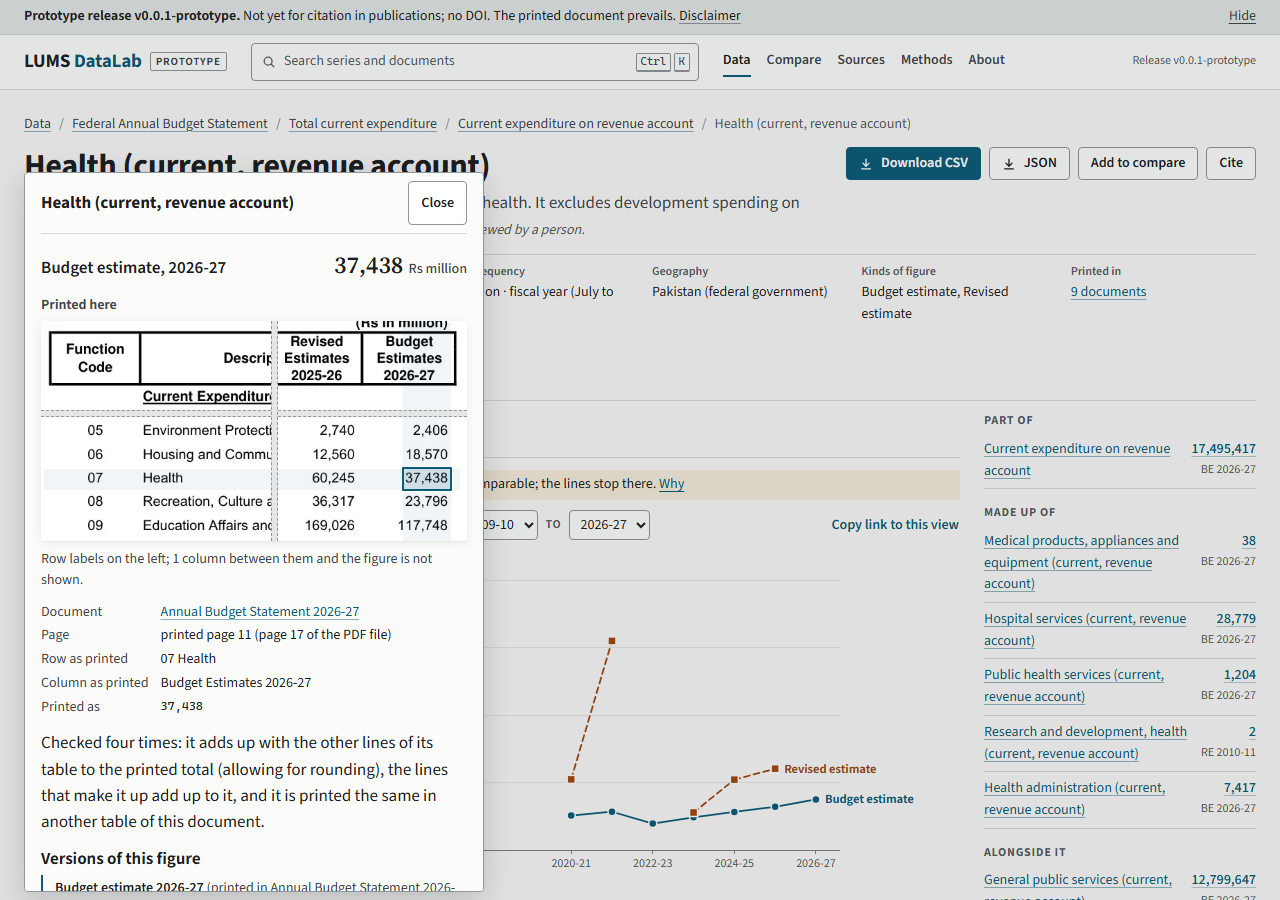 Prototype release v0.0.1-prototype. Not yet for citation in publications; no DOI. The printed document prevails. Disclaimer
Hide
LUMS DataLab PROTOTYPE
Search series and documents
Ctrl K
Data Compare Sources Methods About
Release v0.0.1-prototype
Data / Federal Annual Budget Statement / Total current expenditure / Current expenditure on revenue account / Health (current, revenue account)
Health (current, revenue account)
Download CSV
JSON
Add to compare
Cite
health. It excludes development spending on
by a person.
Geography
Pakistan (federal government)
Kinds of figure
Budget estimate, Revised
estimate
Printed in
9 documents
on · fiscal year (July to
Health (current, revenue account)
Close
Budget estimate, 2026-27
37,438 Rs million
Printed here
(Rs in million)
Function
Code
Revised
Estimates
2025-26
Budget
Estimates
2026-27
05 Environment 2,740 2,406
06 Housing and 12,560 18,570
07 Health 60,245 37,438
08 Recreation, Culture 36,317 23,796
09 Education Affairs 169,026 117,748
Row labels on the left; 1 column between them and the figure is not
shown.
Document Annual Budget Statement 2026-27
Page printed page 11 (page 17 of the PDF file)
Row as printed 07 Health
Column as printed Budget Estimates 2026-27
Printed as 37,438
Checked four times: it adds up with the other lines of its
table to the printed total (allowing for rounding), the lines
that make it up add up to it, and it is printed the same in
another table of this document.
Versions of this figure
Budget estimate 2026-27 (printed in Annual Budget Statement 2026-
the lines stop there. Why
09-10
TO
2026-27
Copy link to this view
Revised estimate
Budget estimate
2020-21 2022-23 2024-25 2026-27
PART OF
Current expenditure on revenue
account
17,495,417
BE 2026-27
MADE UP OF
Medical products, appliances and
equipment (current, revenue
account)
38
BE 2026-27
Hospital services (current, revenue
account)
28,779
BE 2026-27
Public health services (current,
revenue account)
1,204
BE 2026-27
Research and development, health
(current, revenue account)
2
RE 2010-11
Health administration (current,
revenue account)
7,417
BE 2026-27
ALONGSIDE IT
General public services (current,
12,799,647